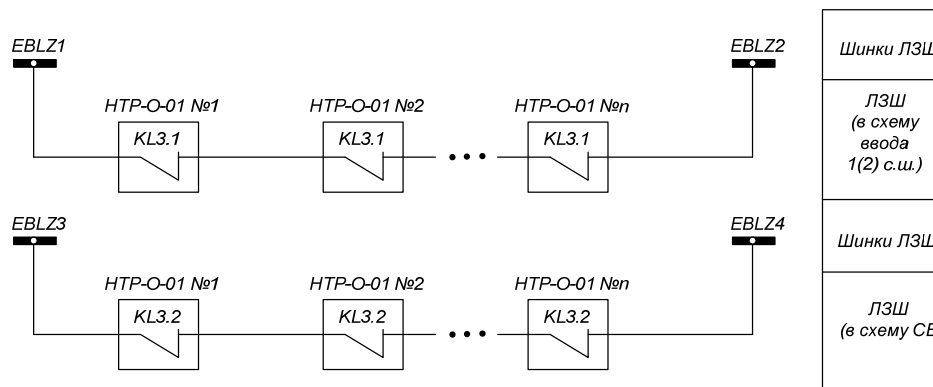 EBLZ1
EBLZ2
НТР-О-01 №1
НТР-О-01 №2
НТР-О-01 №n
KL3.1
KL3.1
KL3.1
EBLZ3
EBLZ4
НТР-О-01 №1
НТР-О-01 №2
НТР-О-01 №n
KL3.2
KL3.2
KL3.2
Шинки ЛЗШ
ЛЗШ
(в схему
ввода
1(2) с.ш.)
Шинки ЛЗШ
ЛЗШ
(в схему